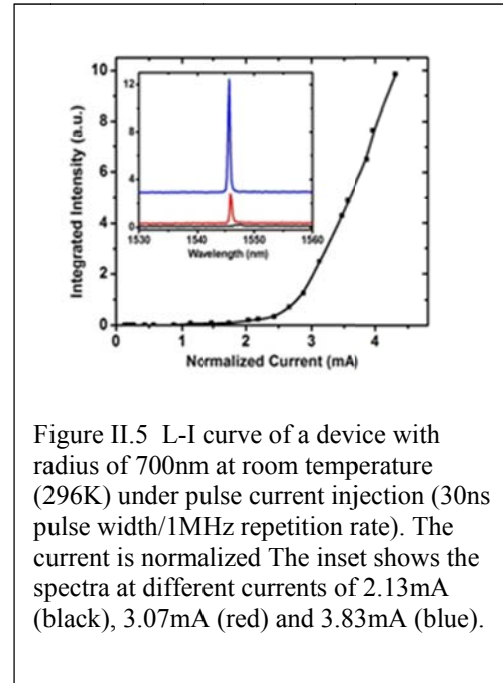 10
8
6
4
2
0
Integrated Intensity (a.u.)
12
8
4
0
1530 1540 1550 1560
Wavelength (nm)
0 1 2 3 4
Normalized Current (mA)
Figure II.5 L-I curve of a device with
radius of 700nm at room temperature
(296K) under pulse current injection (30ns
pulse width/1MHz repetition rate). The
current is normalized The inset shows the
spectra at different currents of 2.13mA
(black), 3.07mA (red) and 3.83mA (blue).